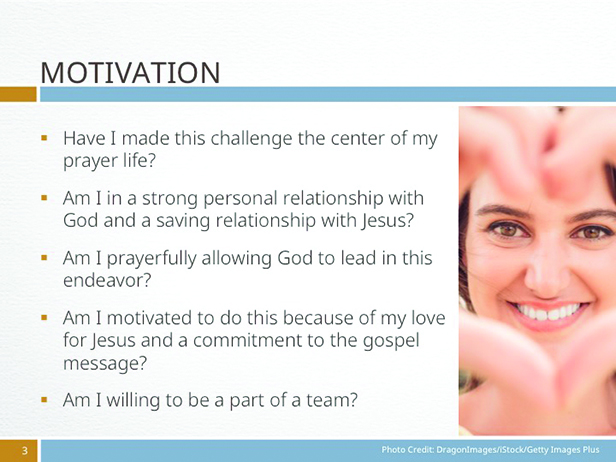 MOTIVATION
▪ Have I made this challenge the center of my
prayer life?
▪ Am I in a strong personal relationship with
God and a saving relationship with Jesus?
▪ Am I prayerfully allowing God to lead in this
endeavor?
▪ Am I motivated to do this because of my love
for Jesus and a commitment to the gospel
message?
▪ Am I willing to be a part of a team?
3
Photo Credit: DragonImages/iStock/Getty Images Plus